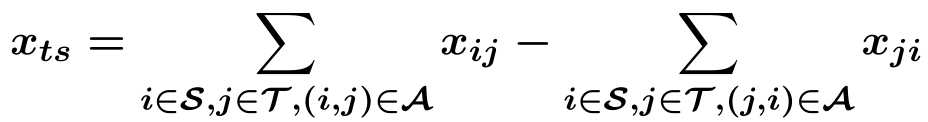 $x_{ts} = \sum_{i \in \mathcal{S}, j \in \mathcal{T}, (i,j) \in \mathcal{A}} x_{ij} - \sum_{i \in \mathcal{S}, j \in \mathcal{T}, (j,i) \in \mathcal{A}} x_{ji}$